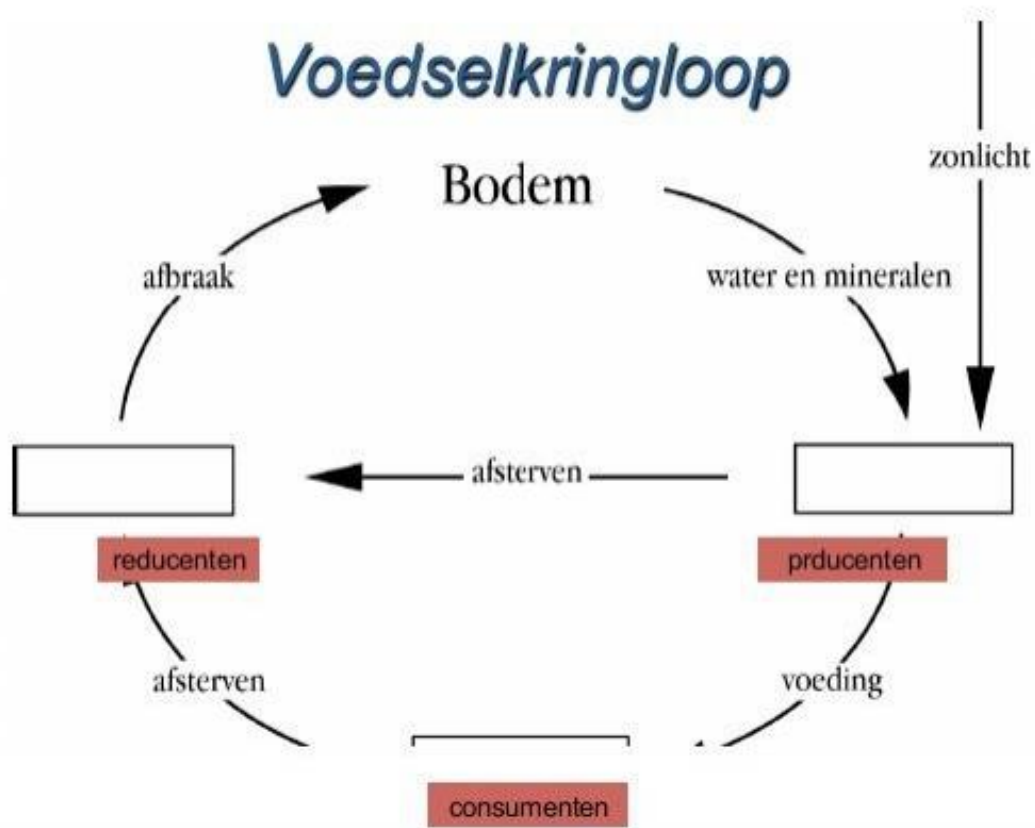 Voedselkringloop
zonlicht
Bodem
afbraak
water en mineralen
afsterven
reducenten
prducenten
afsterven
voeding
consumenten